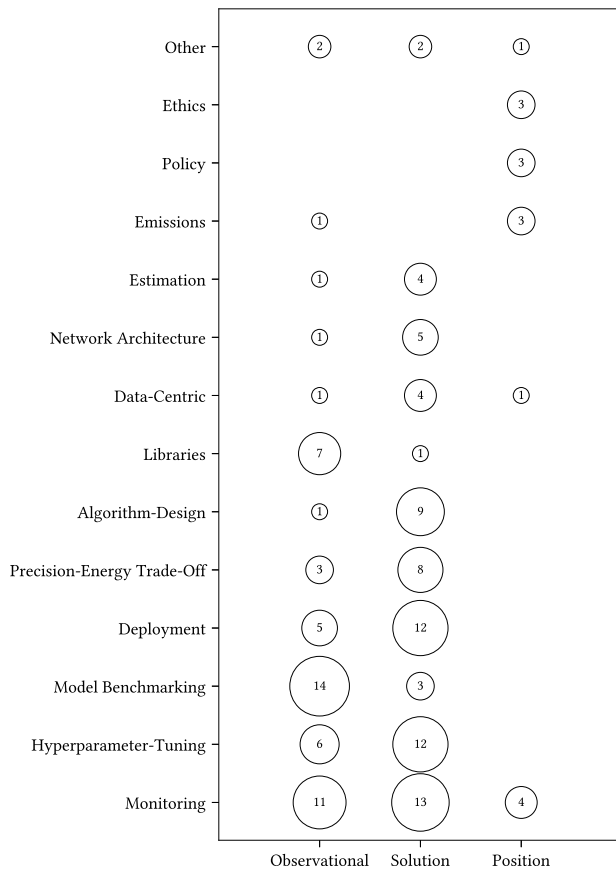 Other 2 2 1
Ethics 3
Policy 3
Emissions 1 3
Estimation 1 4
Network Architecture 1 5
Data-Centric 1 4 1
Libraries 7 1
Algorithm-Design 1 9
Precision-Energy Trade-Off 3 8
Deployment 5 12
Model Benchmarking 14 3
Hyperparameter-Tuning 6 12
Monitoring 11 13 4
Observational Solution Position